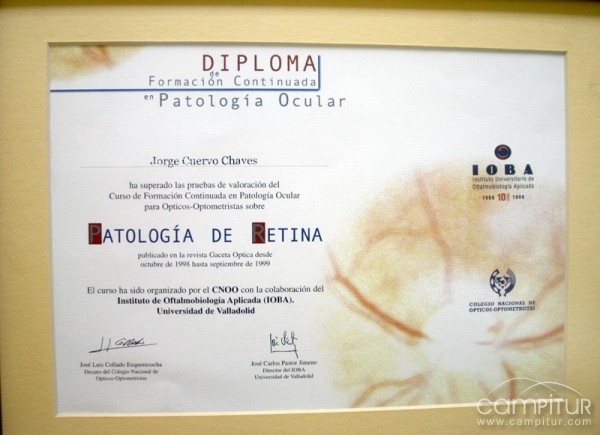 DIPLOMA
de
Formación Continuada
en Patología Ocular
Jorge Cuervo Chaves
ha superado las pruebas de valoración del
Curso de Formación Continuada en Patología Ocular
para Opticos-Optometristas sobre
PATOLOGÍA DE RETINA
publicado en la revista Gaceta Optica desde
octubre de 1998 hasta septiembre de 1999
El curso ha sido organizado por el CNOO con la colaboración del
Instituto de Oftalmobiología Aplicada (IOBA).
Universidad de Valladolid
José Luis Collado Ezquerecocha
Decano del Colegio Nacional de
Opticos-Optometristas
José Carlos Pastor Jimeno
Director del IOBA
Universidad de Valladolid
IOBA
Instituto Universitario de
Oftalmobiología Aplicada
COLEGIO NACIONAL DE
OPTICOS-OPTOMETRISTAS
CAMPITUR
www.campitur.com